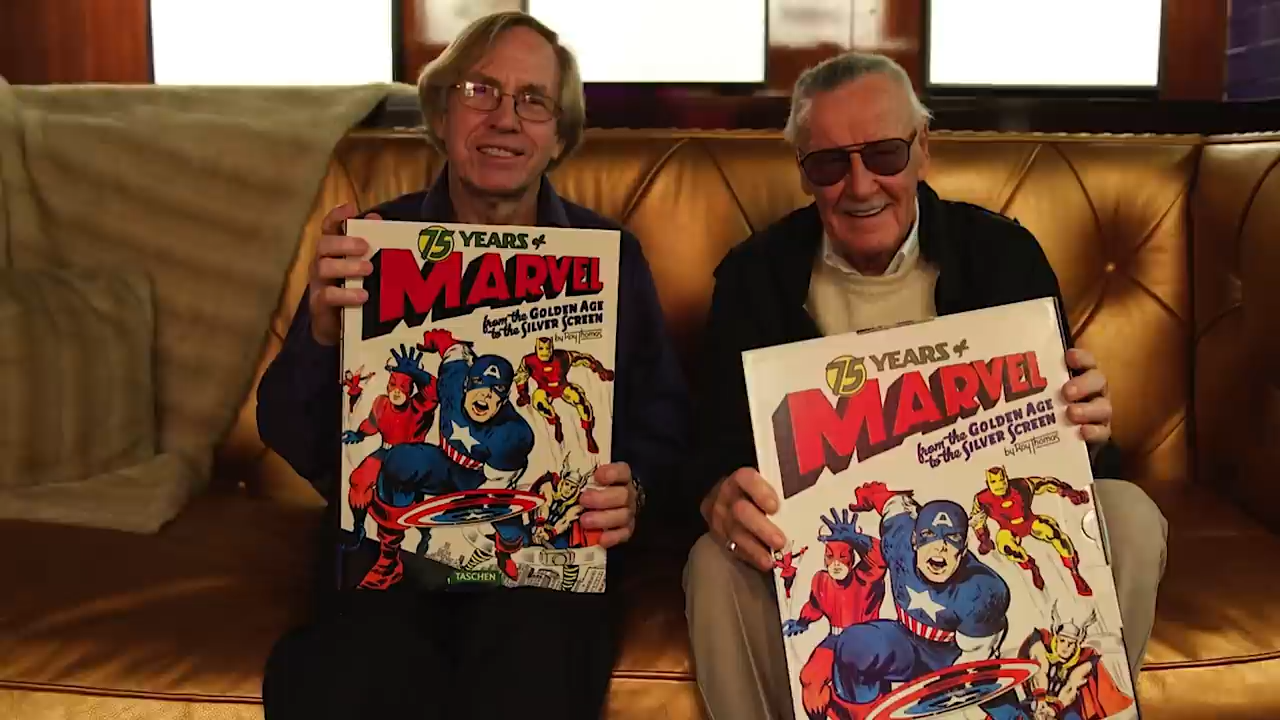 75 YEARS of
MARVEL
from the GOLDEN AGE
to the SILVER SCREEN
by Roy Thomas
A
TASCHEN
75 YEARS of
MARVEL
from the GOLDEN AGE
to the SILVER SCREEN
by Roy Thomas
A